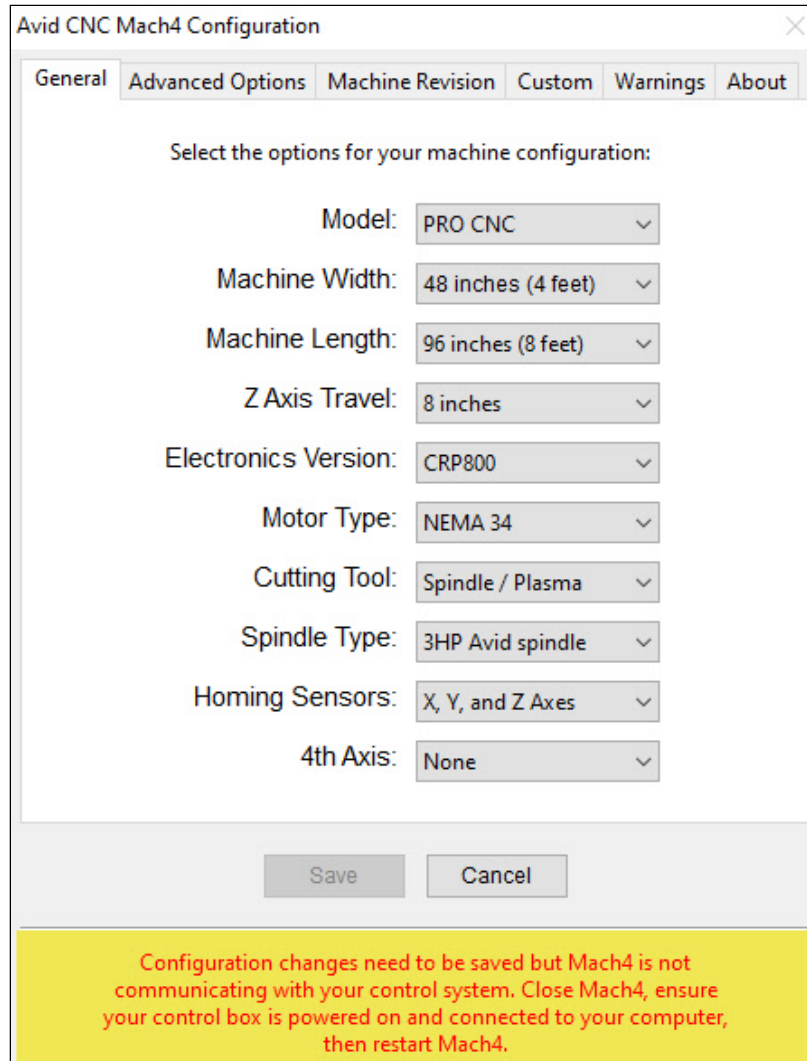 Avid CNC Mach4 Configuration
General Advanced Options Machine Revision Custom Warnings About
Select the options for your machine configuration:
Model: PRO CNC
Machine Width: 48 inches (4 feet)
Machine Length: 96 inches (8 feet)
Z Axis Travel: 8 inches
Electronics Version: CRP800
Motor Type: NEMA 34
Cutting Tool: Spindle / Plasma
Spindle Type: 3HP Avid spindle
Homing Sensors: X, Y, and Z Axes
4th Axis: None
Save Cancel
Configuration changes need to be saved but Mach4 is not
communicating with your control system. Close Mach4, ensure
your control box is powered on and connected to your computer,
then restart Mach4.